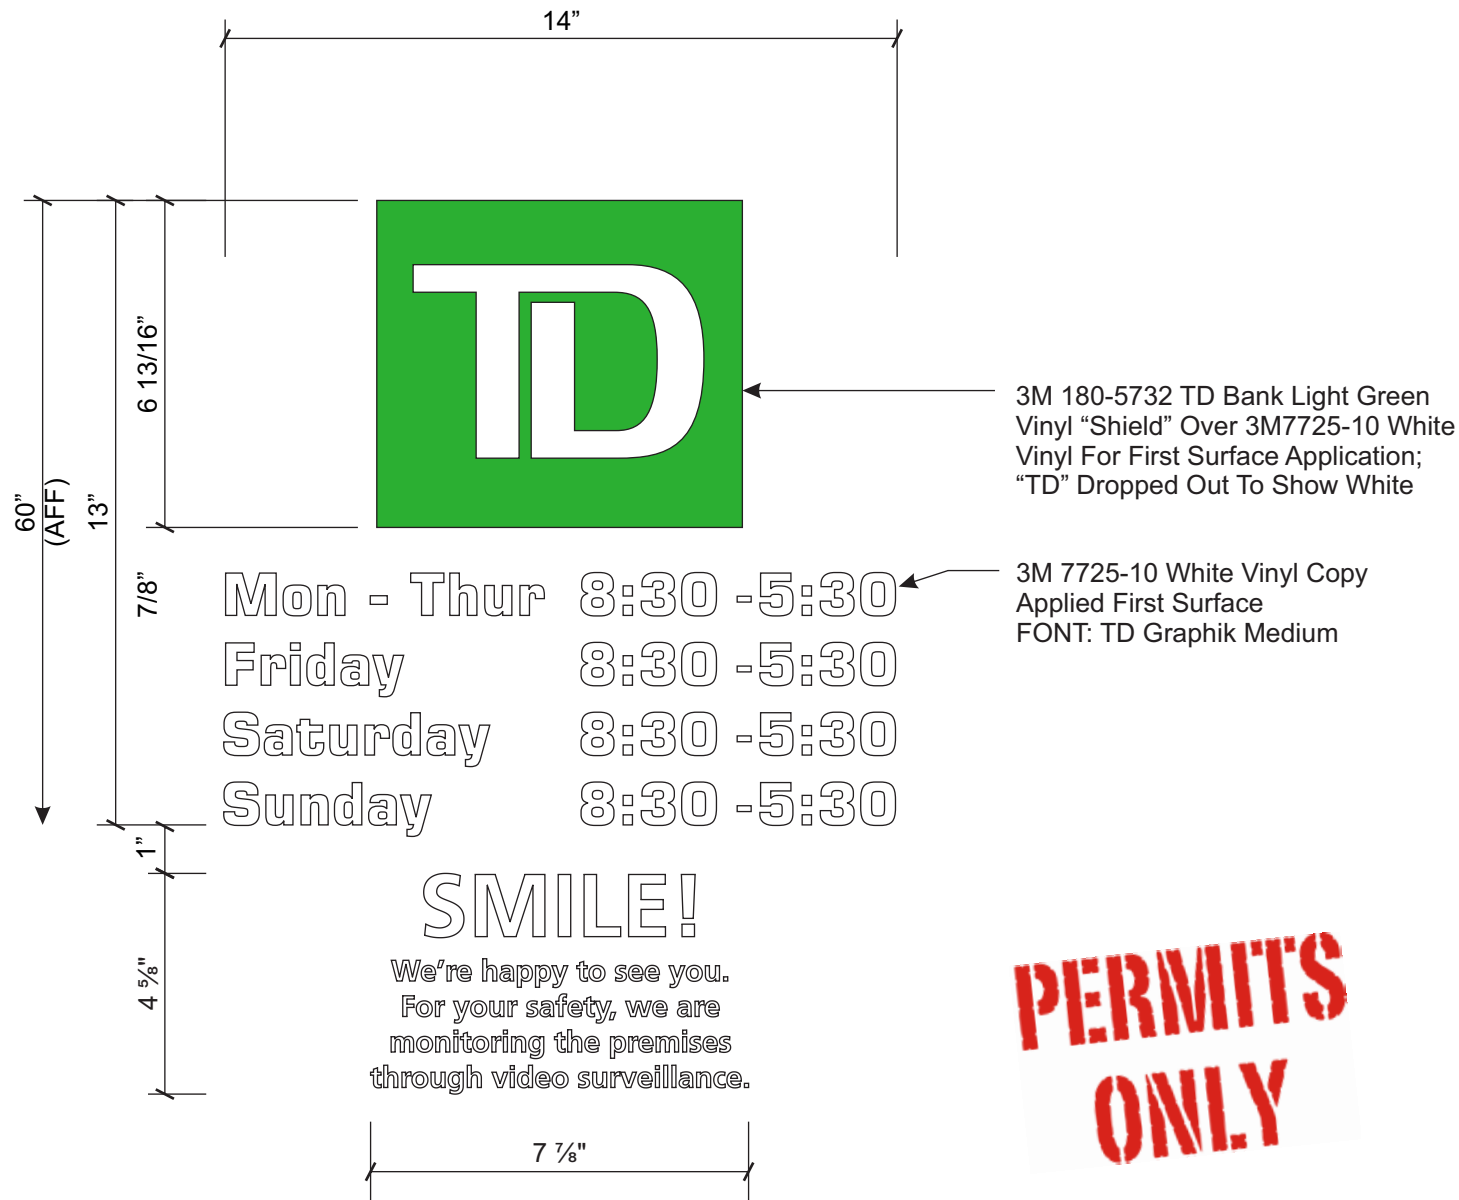 14”
TD
6 13/16”
60”
(AFF)
13”
7/8”
3M 180-5732 TD Bank Light Green
Vinyl “Shield” Over 3M7725-10 White
Vinyl For First Surface Application;
“TD” Dropped Out To Show White
Mon - Thur 8:30 -5:30
Friday 8:30 -5:30
Saturday 8:30 -5:30
Sunday 8:30 -5:30
3M 7725-10 White Vinyl Copy
Applied First Surface
FONT: TD Graphik Medium
1”
4 ⅝"
SMILE!
We’re happy to see you.
For your safety, we are
monitoring the premises
through video surveillance.
7 ⅞"
PERMITS
ONLY